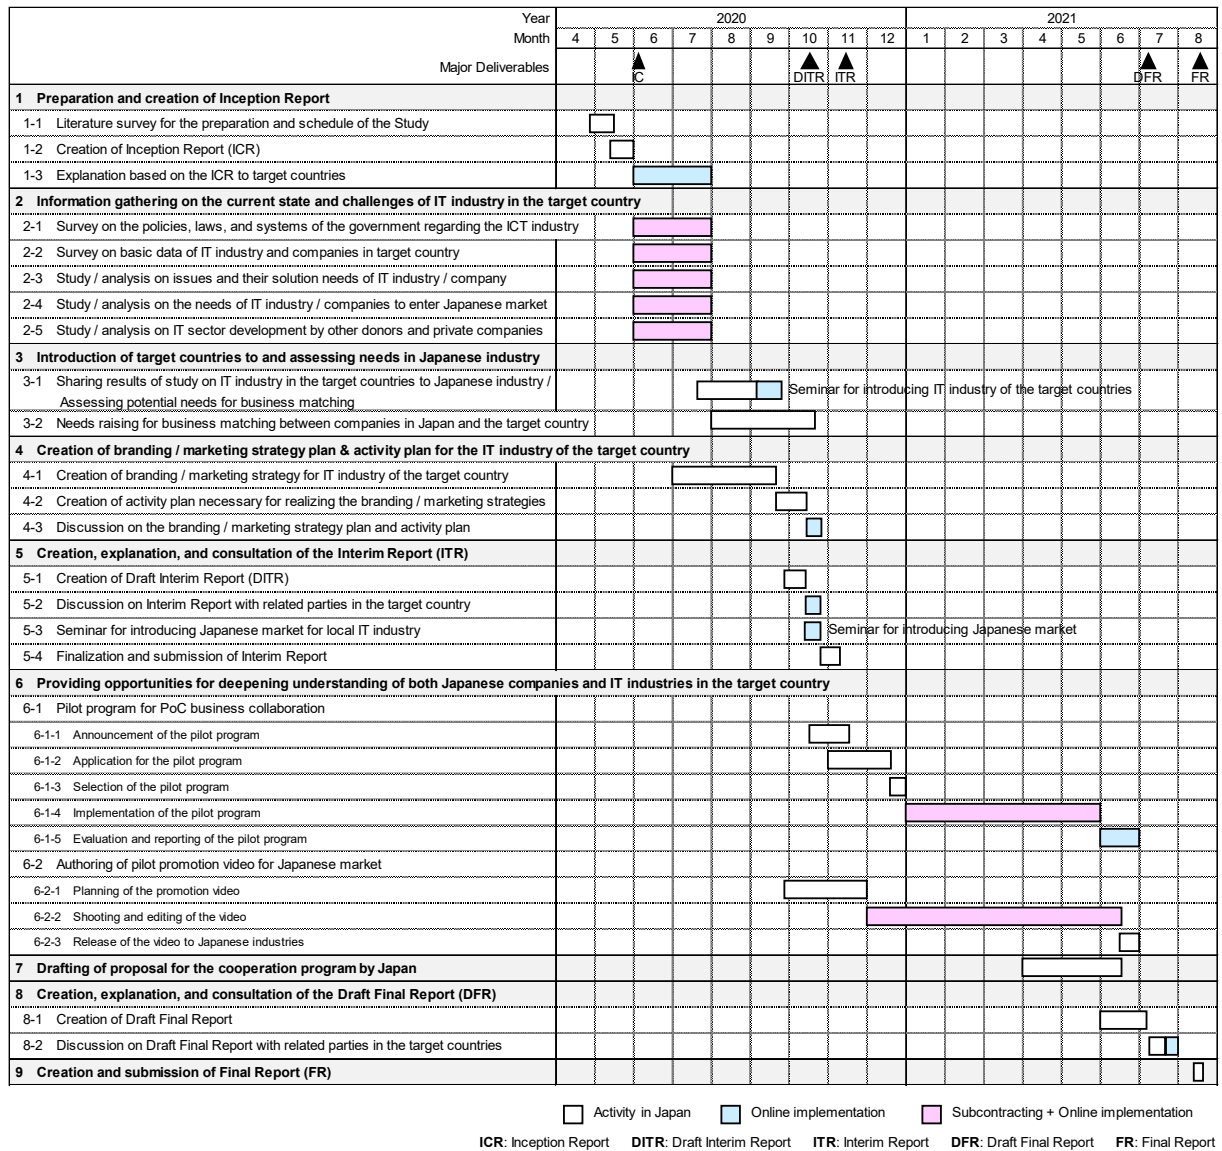 Year 2020 2021
Month 4 5 6 7 8 9 10 11 12 1 2 3 4 5 6 7 8
Major Deliverables
C DITR ITR DFR FR
1 Preparation and creation of Inception Report
1-1 Literature survey for the preparation and schedule of the Study
1-2 Creation of Inception Report (ICR)
1-3 Explanation based on the ICR to target countries
2 Information gathering on the current state and challenges of IT industry in the target country
2-1 Survey on the policies, laws, and systems of the government regarding the ICT industry
2-2 Survey on basic data of IT industry and companies in target country
2-3 Study / analysis on issues and their solution needs of IT industry / company
2-4 Study / analysis on the needs of IT industry / companies to enter Japanese market
2-5 Study / analysis on IT sector development by other donors and private companies
3 Introduction of target countries to and assessing needs in Japanese industry
3-1 Sharing results of study on IT industry in the target countries to Japanese industry /
Assessing potential needs for business matching
Seminar for introducing IT industry of the target countries
3-2 Needs raising for business matching between companies in Japan and the target country
4 Creation of branding / marketing strategy plan & activity plan for the IT industry of the target country
4-1 Creation of branding / marketing strategy for IT industry of the target country
4-2 Creation of activity plan necessary for realizing the branding / marketing strategies
4-3 Discussion on the branding / marketing strategy plan and activity plan
5 Creation, explanation, and consultation of the Interim Report (ITR)
5-1 Creation of Draft Interim Report (DITR)
5-2 Discussion on Interim Report with related parties in the target country
5-3 Seminar for introducing Japanese market for local IT industry
Seminar for introducing Japanese market
5-4 Finalization and submission of Interim Report
6 Providing opportunities for deepening understanding of both Japanese companies and IT industries in the target country
6-1 Pilot program for PoC business collaboration
6-1-1 Announcement of the pilot program
6-1-2 Application for the pilot program
6-1-3 Selection of the pilot program
6-1-4 Implementation of the pilot program
6-1-5 Evaluation and reporting of the pilot program
6-2 Authoring of pilot promotion video for Japanese market
6-2-1 Planning of the promotion video
6-2-2 Shooting and editing of the video
6-2-3 Release of the video to Japanese industries
7 Drafting of proposal for the cooperation program by Japan
8 Creation, explanation, and consultation of the Draft Final Report (DFR)
8-1 Creation of Draft Final Report
8-2 Discussion on Draft Final Report with related parties in the target countries
9 Creation and submission of Final Report (FR)
Activity in Japan Online implementation Subcontracting + Online implementation
ICR: Inception Report DITR: Draft Interim Report ITR: Interim Report DFR: Draft Final Report FR: Final Report